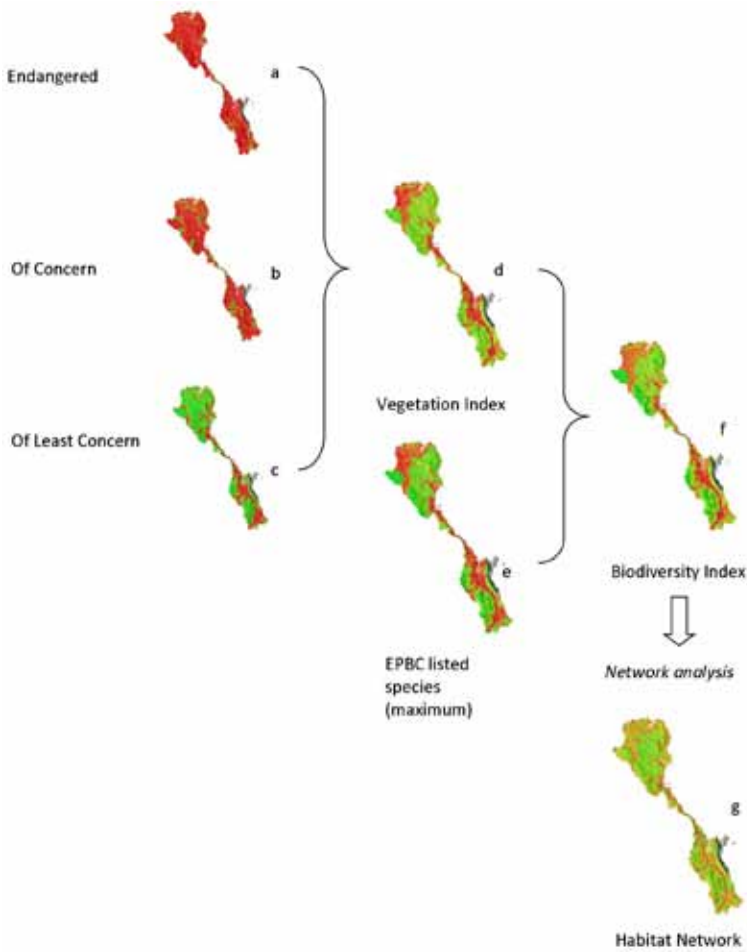 Endangered
a
Of Concern
b
Of Least Concern
c
d
Vegetation Index
e
EPBC listed
species
(maximum)
f
Biodiversity Index
Network analysis
g
Habitat Network